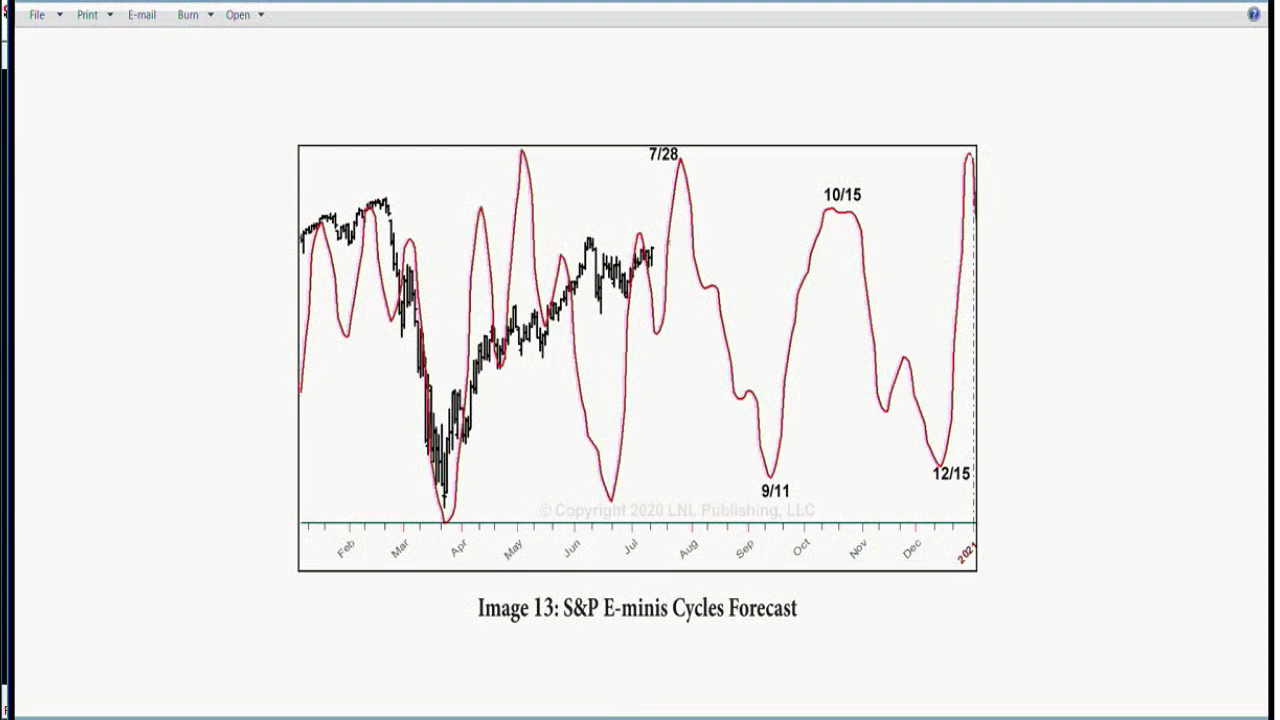 File Print E-mail Burn Open
7/28
10/15
9/11
12/15
© Copyright 2020 LNL Publishing, LLC
Feb Mar Apr May Jun Jul Aug Sep Oct Nov Dec 2021
Image 13: S&P E-minis Cycles Forecast